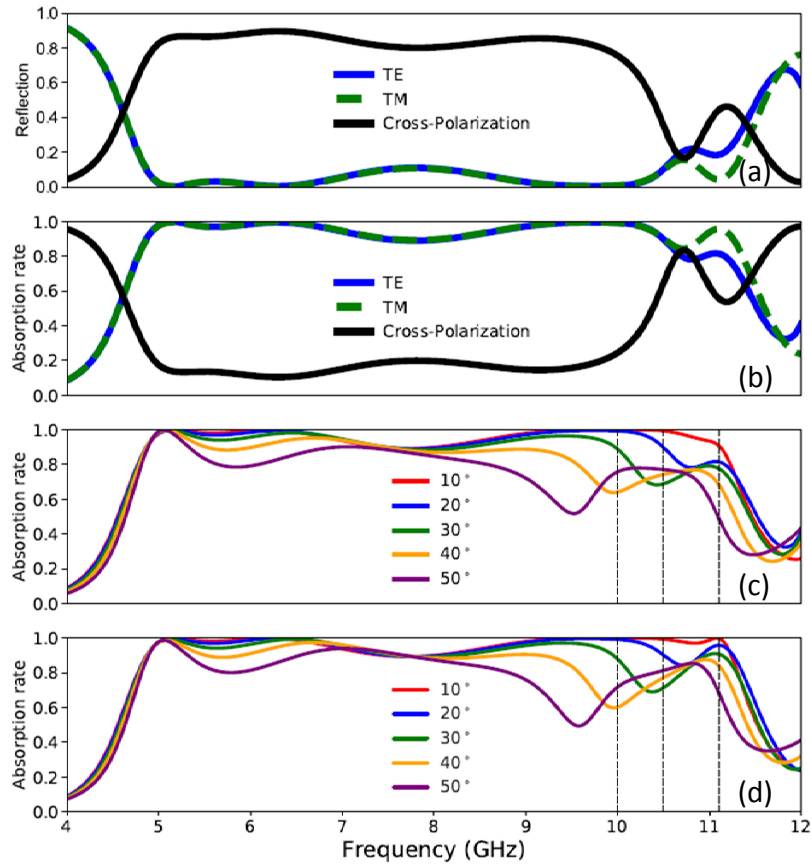 1.0
0.8
0.6
0.4
0.2
0.0
Reflection
TE
TM
Cross-Polarization
(a)
1.0
0.8
0.6
0.4
0.2
0.0
Absorption rate
TE
TM
Cross-Polarization
(b)
1.0
0.8
0.6
0.4
0.2
0.0
Absorption rate
10°
20°
30°
40°
50°
(c)
1.0
0.8
0.6
0.4
0.2
0.0
Absorption rate
10°
20°
30°
40°
50°
(d)
4 5 6 7 8 9 10 11 12
Frequency (GHz)